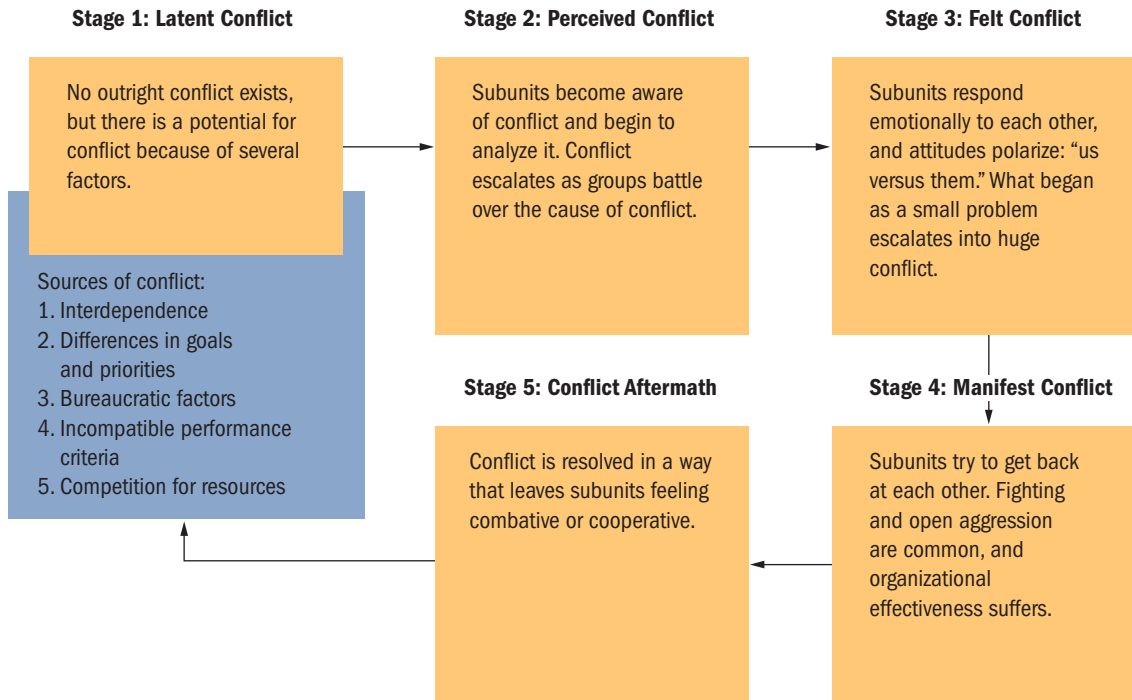 Stage 1: Latent Conflict
No outright conflict exists,
but there is a potential for
conflict because of several
factors.
Sources of conflict:
1. Interdependence
2. Differences in goals
and priorities
3. Bureaucratic factors
4. Incompatible performance
criteria
5. Competition for resources
Stage 2: Perceived Conflict
Subunits become aware
of conflict and begin to
analyze it. Conflict
escalates as groups battle
over the cause of conflict.
Stage 3: Felt Conflict
Subunits respond
emotionally to each other,
and attitudes polarize: “us
versus them.” What began
as a small problem
escalates into huge
conflict.
Stage 4: Manifest Conflict
Subunits try to get back
at each other. Fighting
and open aggression
are common, and
organizational
effectiveness suffers.
Stage 5: Conflict Aftermath
Conflict is resolved in a way
that leaves subunits feeling
combative or cooperative.